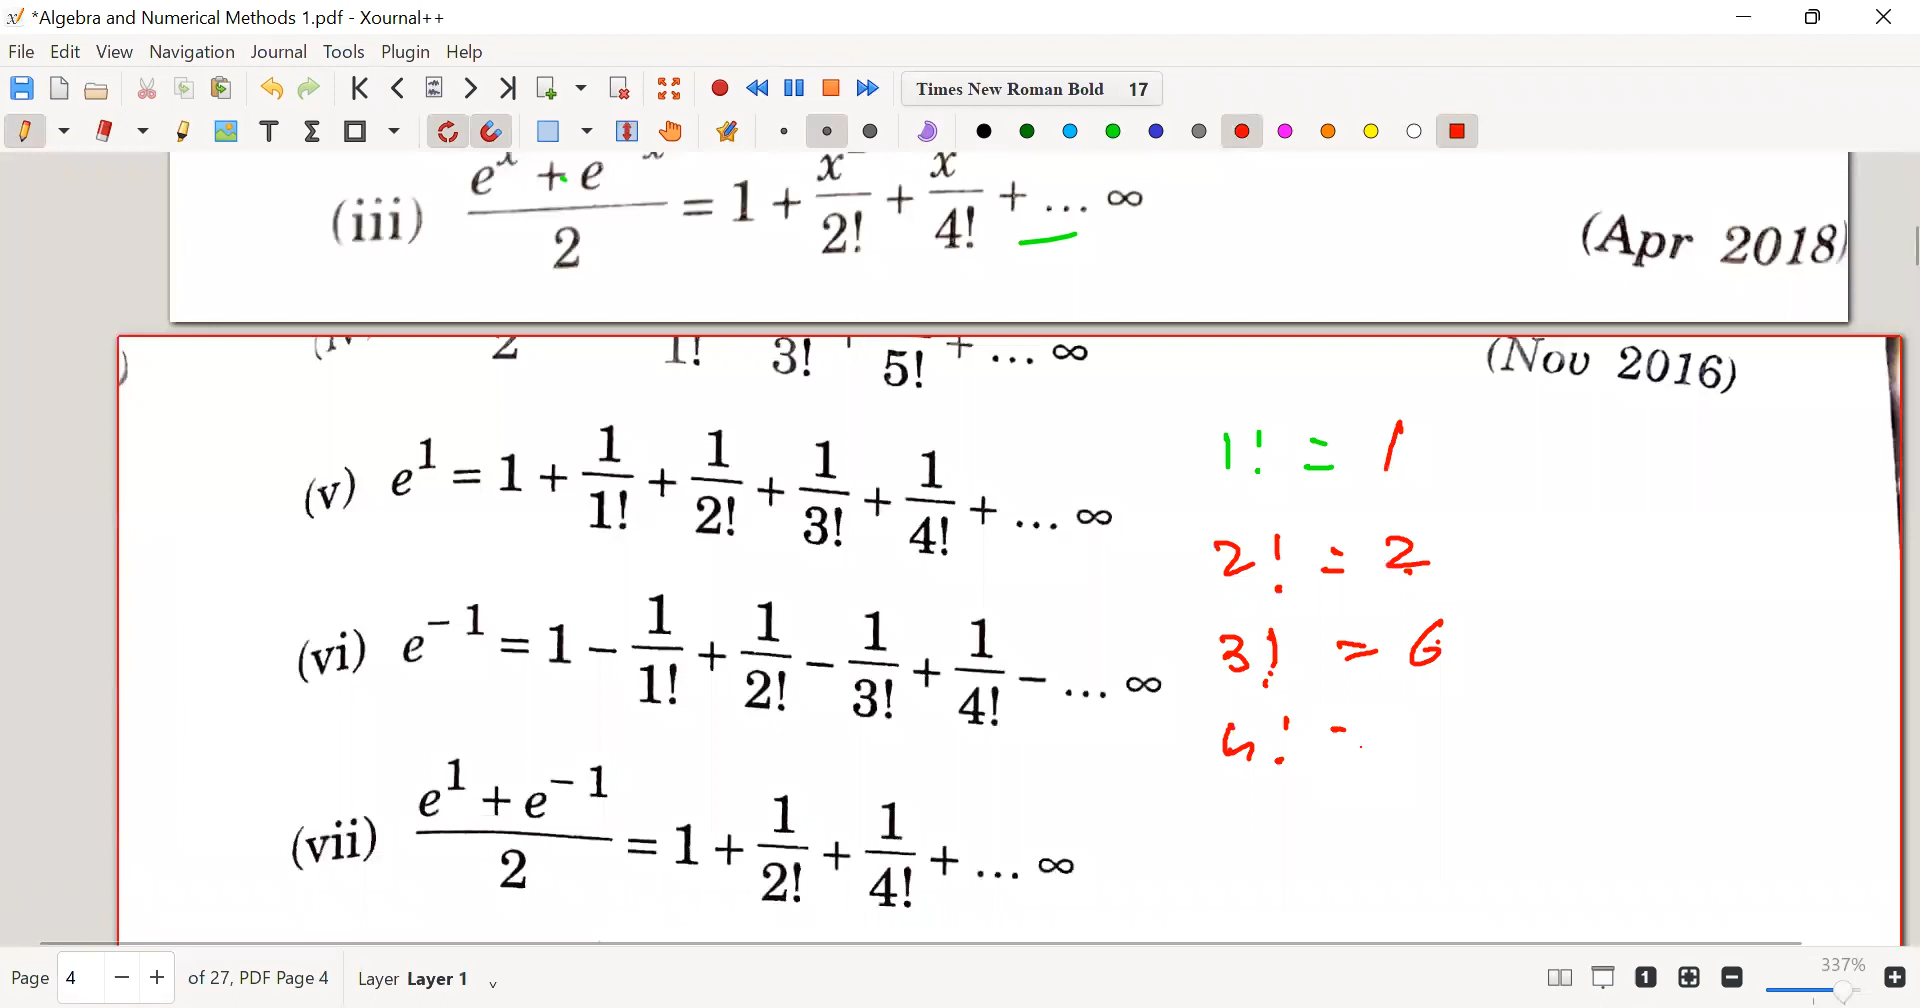 *Algebra and Numerical Methods 1.pdf - Xournal++
File Edit View Navigation Journal Tools Plugin Help
Times New Roman Bold 17
(iii) (e^x + e^-x)/2 = 1 + x/2! + x/4! + ... ∞
(Apr 2018)
2 1! 3! + 5! + ... ∞
(Nov 2016)
(v) e^1 = 1 + 1/1! + 1/2! + 1/3! + 1/4! + ... ∞
1! = 1
2! = 2
(vi) e^-1 = 1 - 1/1! + 1/2! - 1/3! + 1/4! - ... ∞
3! = 6
4! -
(vii) (e^1 + e^-1)/2 = 1 + 1/2! + 1/4! + ... ∞
Page 4 of 27, PDF Page 4 Layer Layer 1
337%